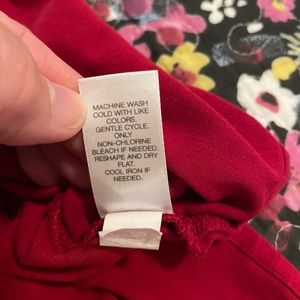 MACHINE WASH
COLD WITH LIKE
COLORS.
GENTLE CYCLE.
ONLY
NON-CHLORINE
BLEACH IF NEEDED.
RESHAPE AND DRY
FLAT.
COOL IRON IF
NEEDED.